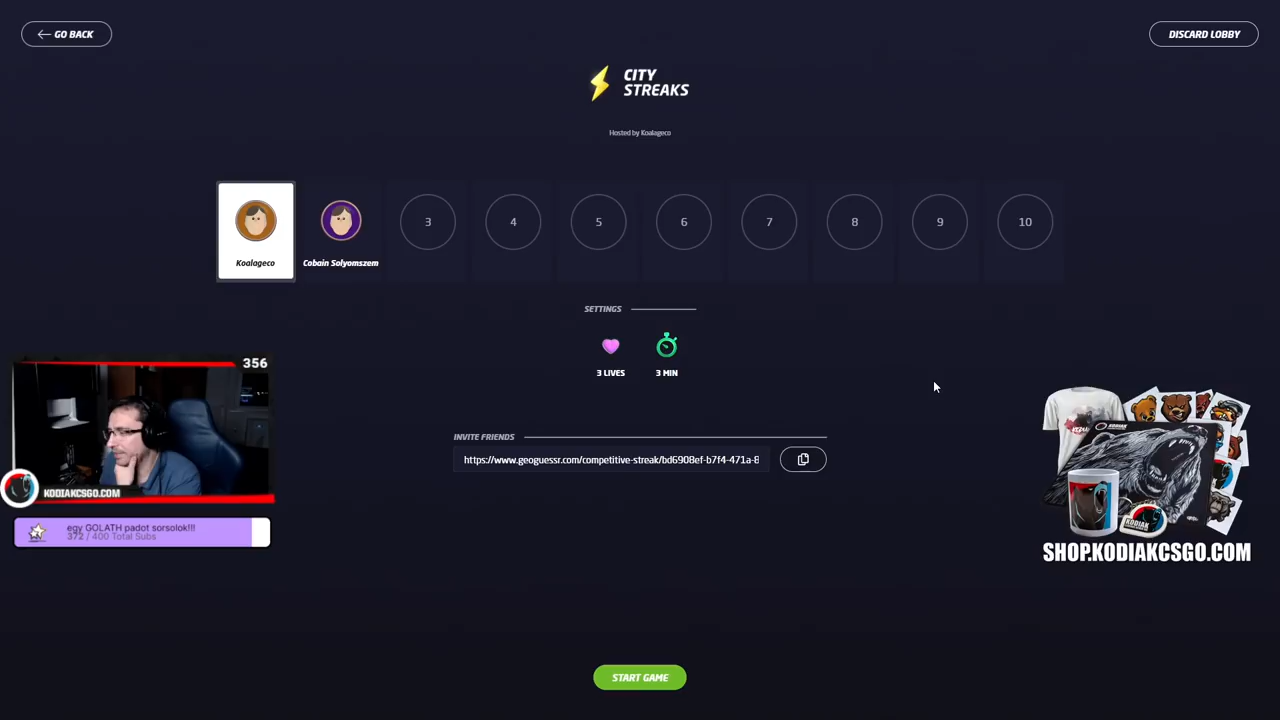 GO BACK
DISCARD LOBBY
CITY
STREAKS
Hosted by Koalageco
3
4
5
6
7
8
9
10
Koalageco
Cobain Solyomszem
SETTINGS
3 LIVES
3 MIN
356
INVITE FRIENDS
https://www.geoguessr.com/competitive-streak/bd6908ef-b7f4-471a-8
KODIAKCSGO.COM
egy GOLATH padot sorsolok!!!
372 / 400 Total Subs
SHOP.KODIAKCSGO.COM
START GAME